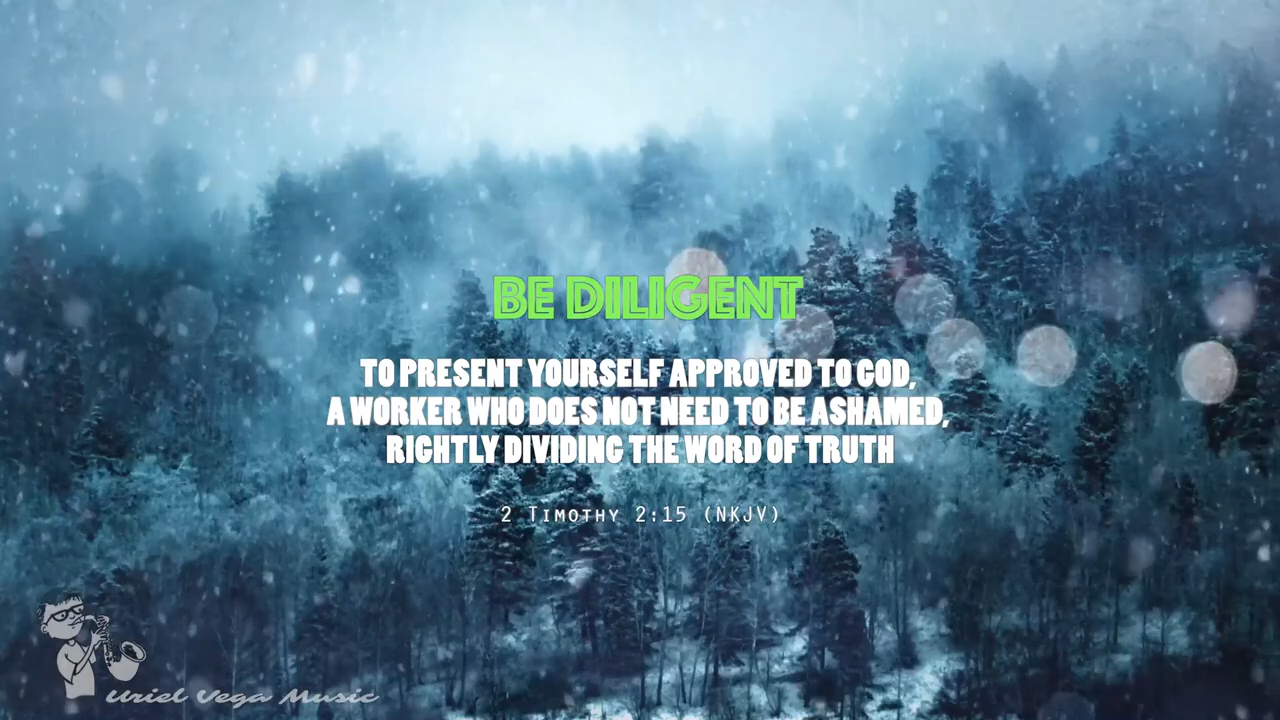 BE DILIGENT
TO PRESENT YOURSELF APPROVED TO GOD,
A WORKER WHO DOES NOT NEED TO BE ASHAMED,
RIGHTLY DIVIDING THE WORD OF TRUTH
2 Timothy 2:15 (NKJV)
Uriel Vega Music